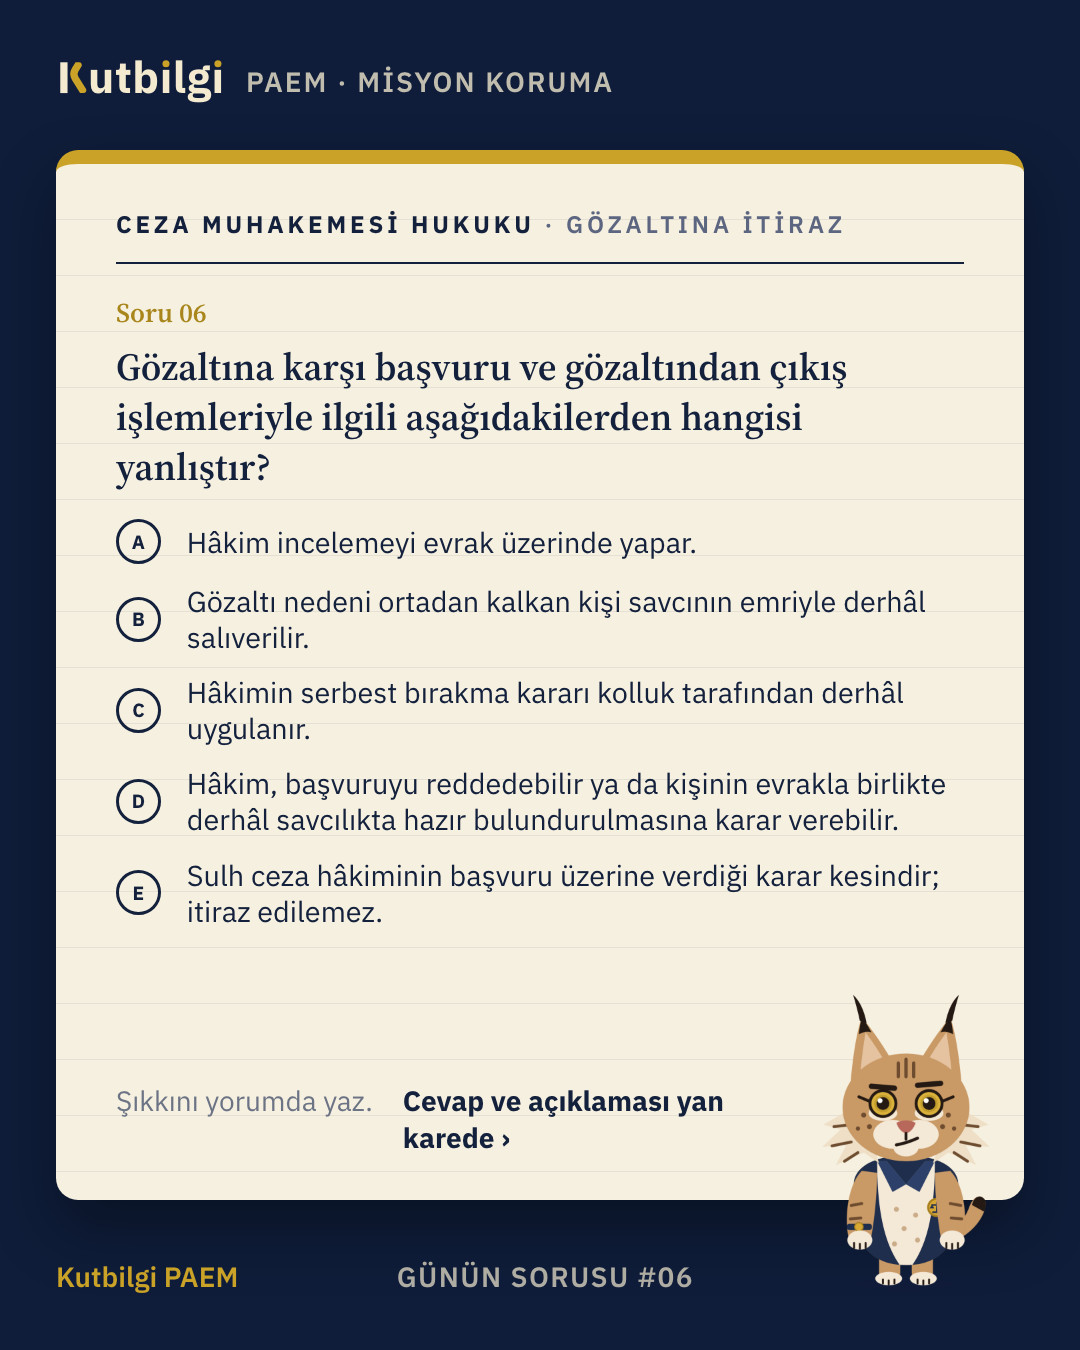 Kutbilgi PAEM · MİSYON KORUMA
CEZA MUHAKEMESİ HUKUKU · GÖZALTINA İTİRAZ
Soru 06
Gözaltına karşı başvuru ve gözaltından çıkış
işlemleriyle ilgili aşağıdakilerden hangisi
yanlıştır?
A Hâkim incelemeyi evrak üzerinde yapar.
B Gözaltı nedeni ortadan kalkan kişi savcının emriyle derhâl
salıverilir.
C Hâkimin serbest bırakma kararı kolluk tarafından derhâl
uygulanır.
D Hâkim, başvuruyu reddedebilir ya da kişinin evrakla birlikte
derhâl savcılıkta hazır bulundurulmasına karar verebilir.
E Sulh ceza hâkiminin başvuru üzerine verdiği karar kesindir;
itiraz edilemez.
Şıkkını yorumda yaz. Cevap ve açıklaması yan
karede ›
Kutbilgi PAEM GÜNÜN SORUSU #06